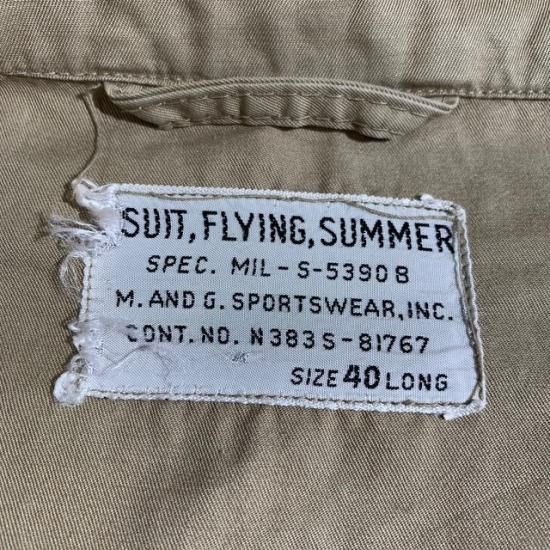 SUIT, FLYING, SUMMER
SPEC. MIL-S-5390B
M. AND G. SPORTSWEAR, INC.
CONT. NO. N383S-81767
SIZE 40 LONG